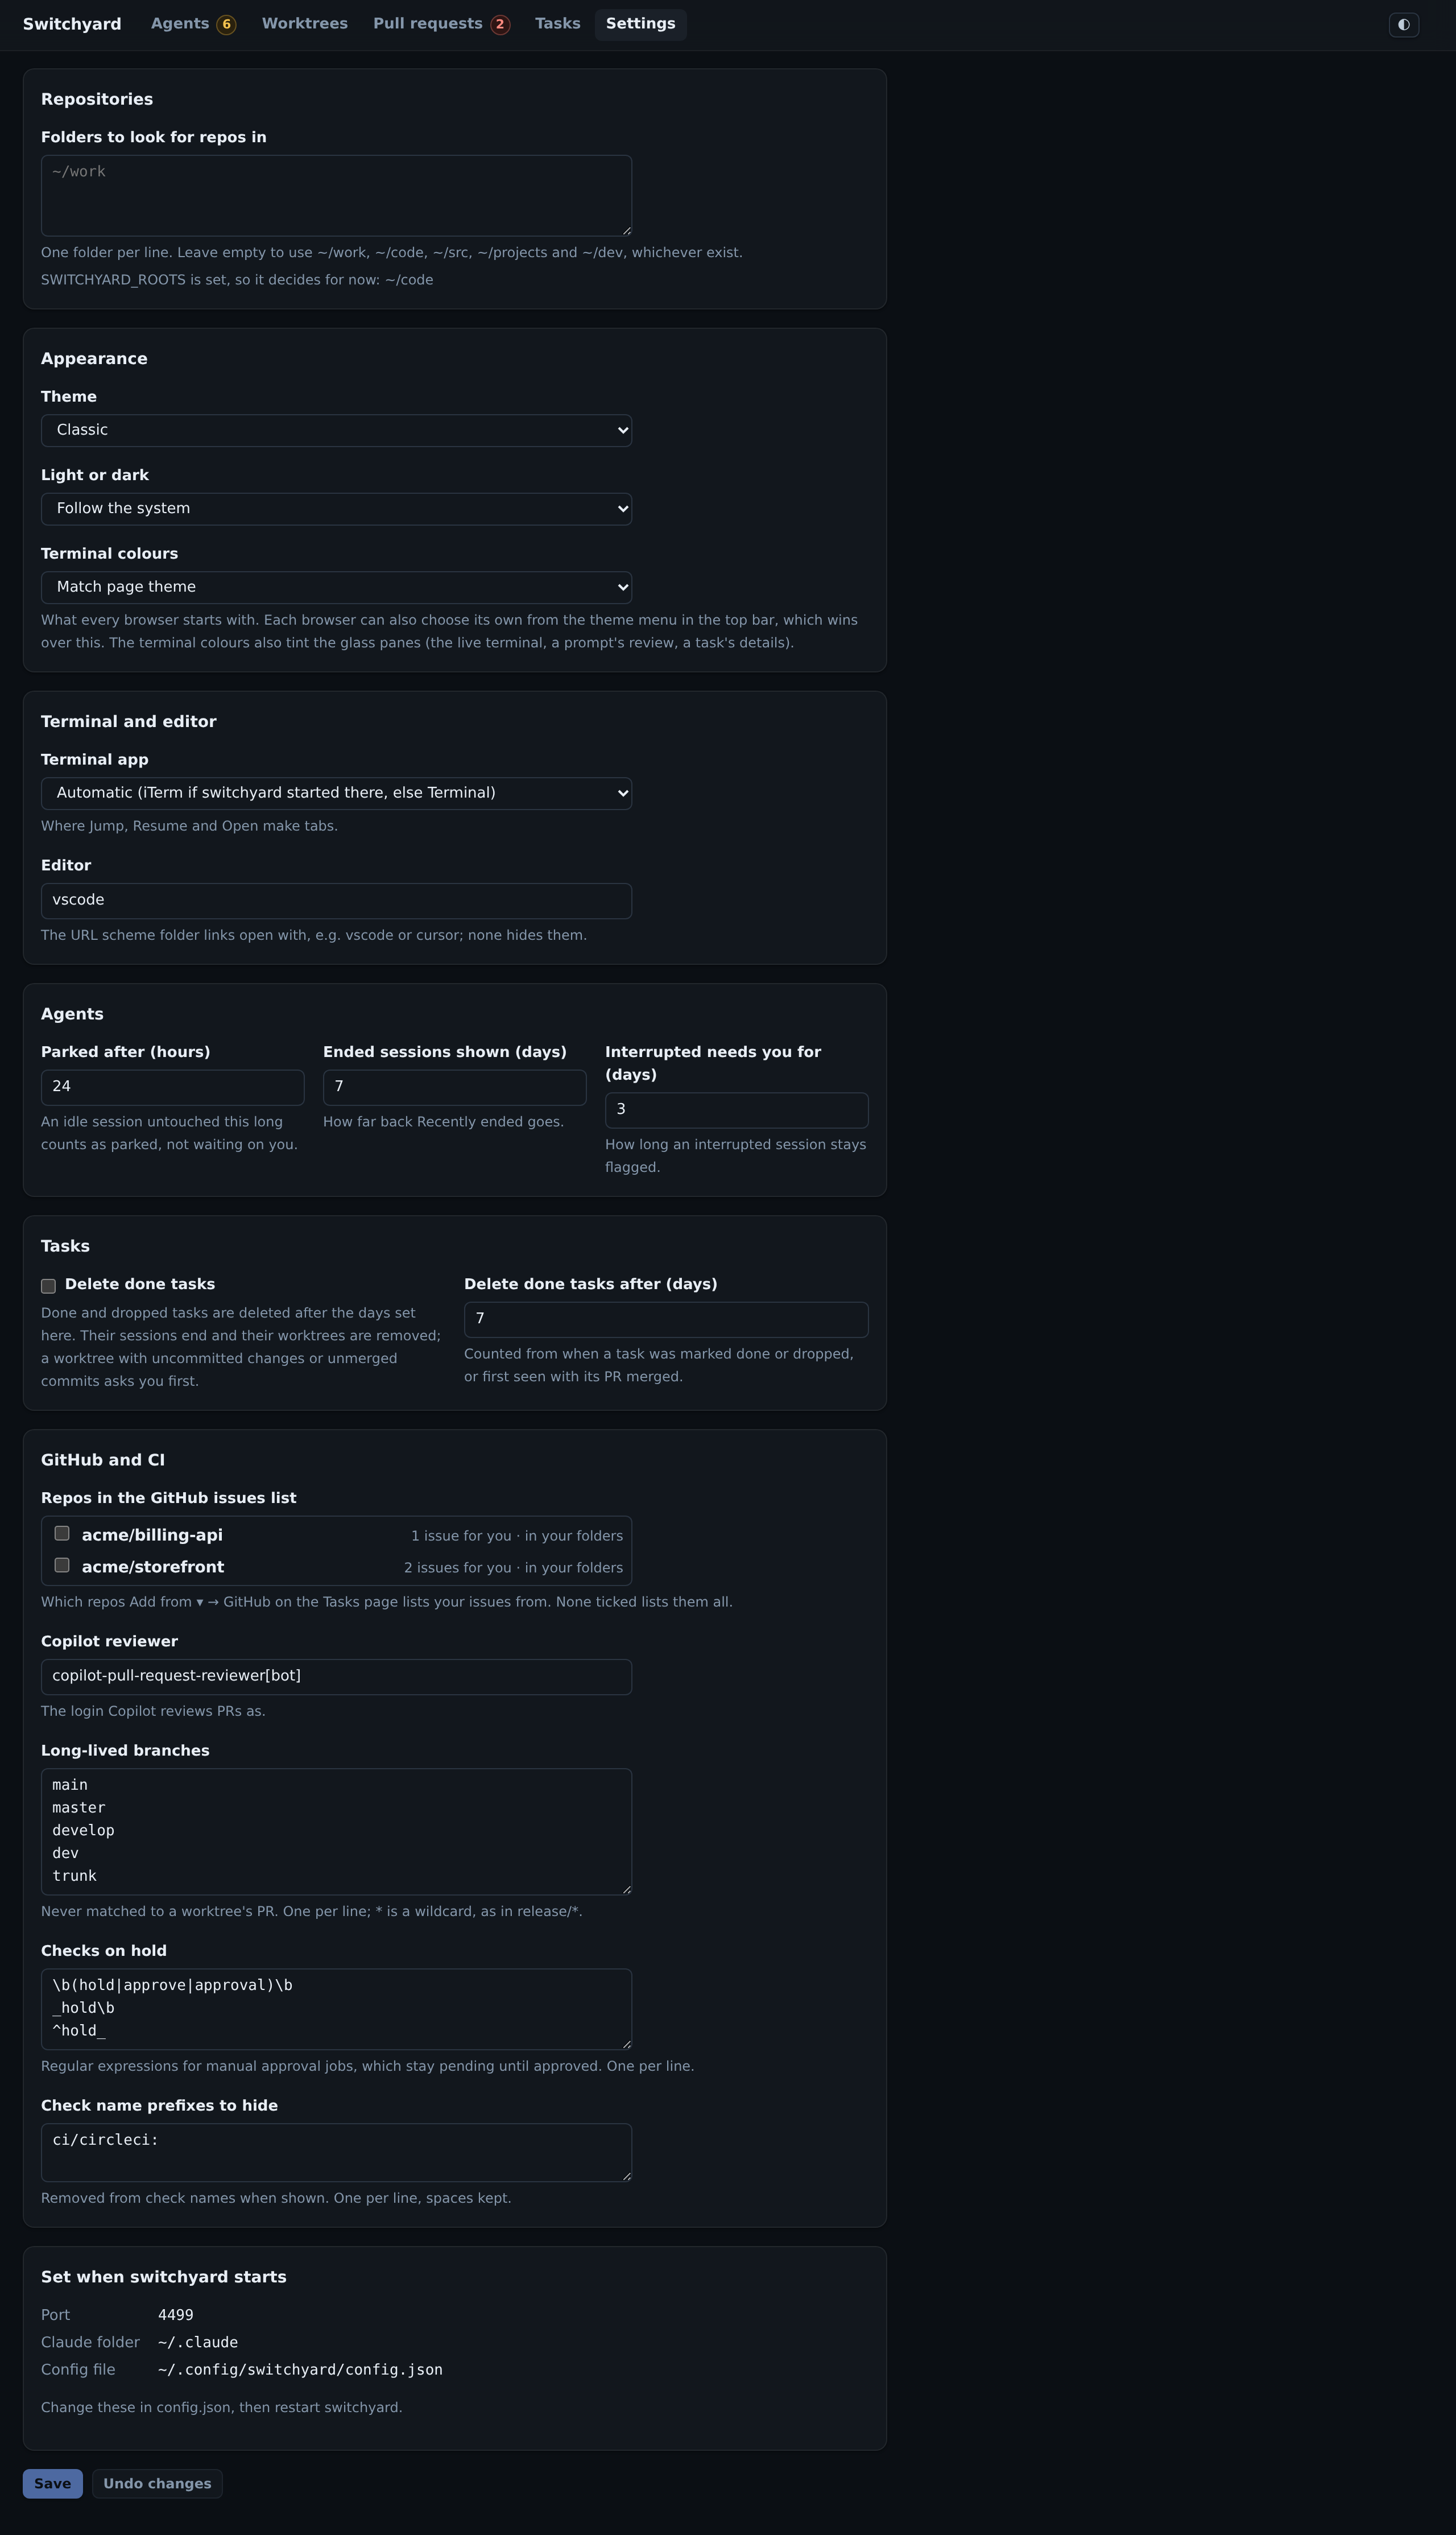 Switchyard Agents 6 Worktrees Pull requests 2 Tasks Settings
Repositories
Folders to look for repos in
~/work
One folder per line. Leave empty to use ~/work, ~/code, ~/src, ~/projects and ~/dev, whichever exist.
SWITCHYARD_ROOTS is set, so it decides for now: ~/code
Appearance
Theme
Classic
Light or dark
Follow the system
Terminal colours
Match page theme
What every browser starts with. Each browser can also choose its own from the theme menu in the top bar, which wins
over this. The terminal colours also tint the glass panes (the live terminal, a prompt's review, a task's details).
Terminal and editor
Terminal app
Automatic (iTerm if switchyard started there, else Terminal)
Where Jump, Resume and Open make tabs.
Editor
vscode
The URL scheme folder links open with, e.g. vscode or cursor; none hides them.
Agents
Parked after (hours)
24
An idle session untouched this long
counts as parked, not waiting on you.
Ended sessions shown (days)
7
How far back Recently ended goes.
Interrupted needs you for
(days)
3
How long an interrupted session stays
flagged.
Tasks
Delete done tasks
Done and dropped tasks are deleted after the days set
here. Their sessions end and their worktrees are removed;
a worktree with uncommitted changes or unmerged
commits asks you first.
Delete done tasks after (days)
7
Counted from when a task was marked done or dropped,
or first seen with its PR merged.
GitHub and CI
Repos in the GitHub issues list
acme/billing-api 1 issue for you · in your folders
acme/storefront 2 issues for you · in your folders
Which repos Add from ▾ → GitHub on the Tasks page lists your issues from. None ticked lists them all.
Copilot reviewer
copilot-pull-request-reviewer[bot]
The login Copilot reviews PRs as.
Long-lived branches
main
master
develop
dev
trunk
Never matched to a worktree's PR. One per line; * is a wildcard, as in release/*.
Checks on hold
\b(hold|approve|approval)\b
_hold\b
^hold_
Regular expressions for manual approval jobs, which stay pending until approved. One per line.
Check name prefixes to hide
ci/circleci:
Removed from check names when shown. One per line, spaces kept.
Set when switchyard starts
Port 4499
Claude folder ~/.claude
Config file ~/.config/switchyard/config.json
Change these in config.json, then restart switchyard.
Save Undo changes